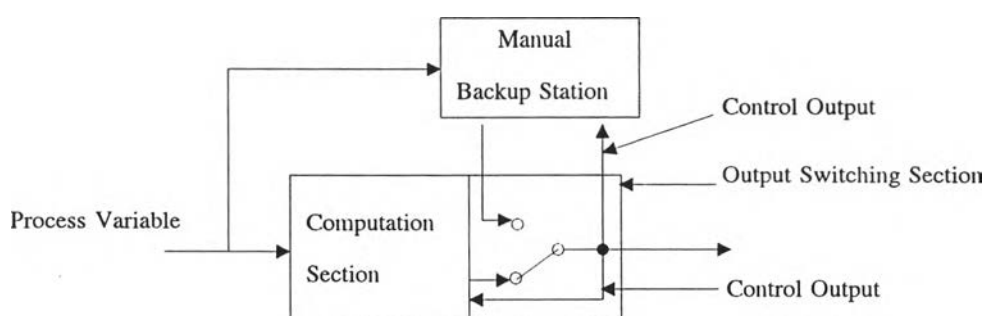 Manual
Backup Station
Control Output
Output Switching Section
Process Variable
Computation
Section
Control Output